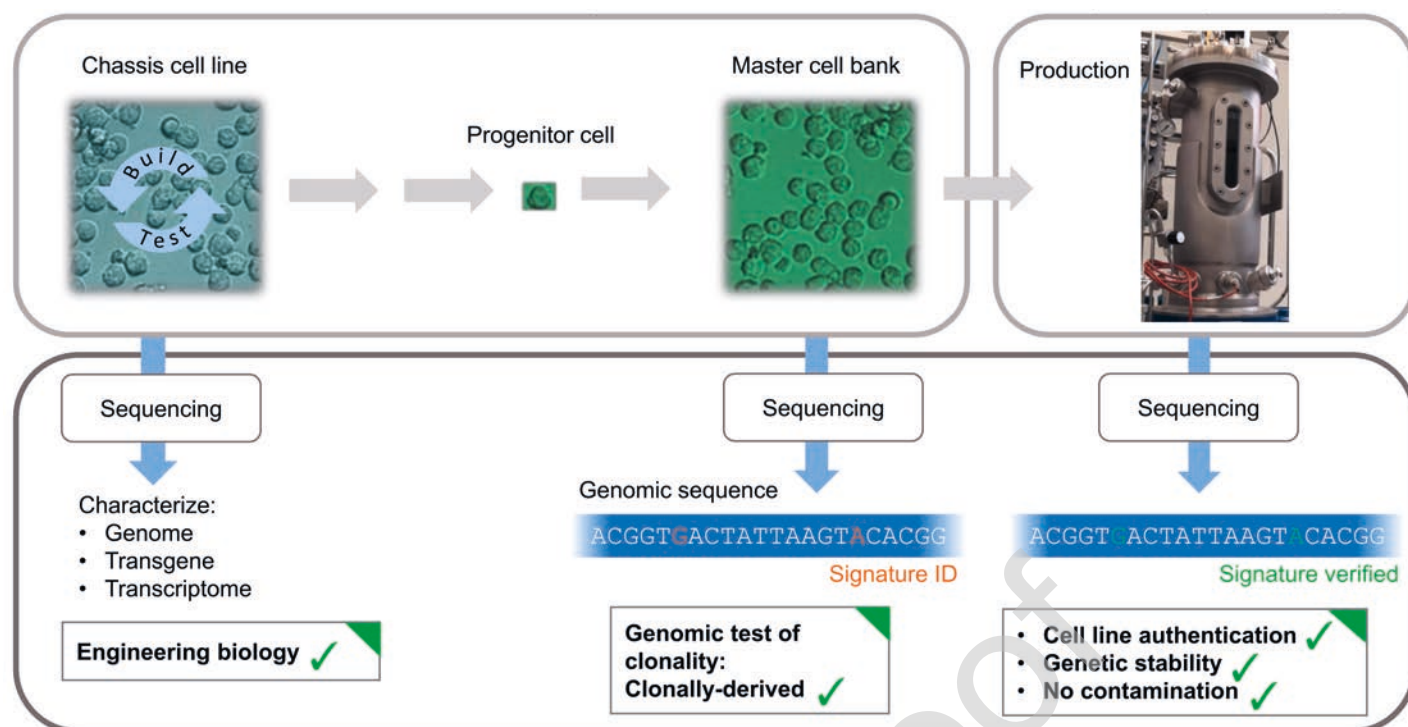 Chassis cell line
Build
Test
Progenitor cell
Master cell bank
Production
Sequencing
Characterize:
• Genome
• Transgene
• Transcriptome
Engineering biology ✓
Sequencing
Genomic sequence
ACGGTGACTATTAAGTACACGG
Signature ID
Genomic test of
clonality:
Clonally-derived ✓
Sequencing
ACGGTGACTATTAAGTACACGG
Signature verified
• Cell line authentication ✓
• Genetic stability ✓
• No contamination ✓